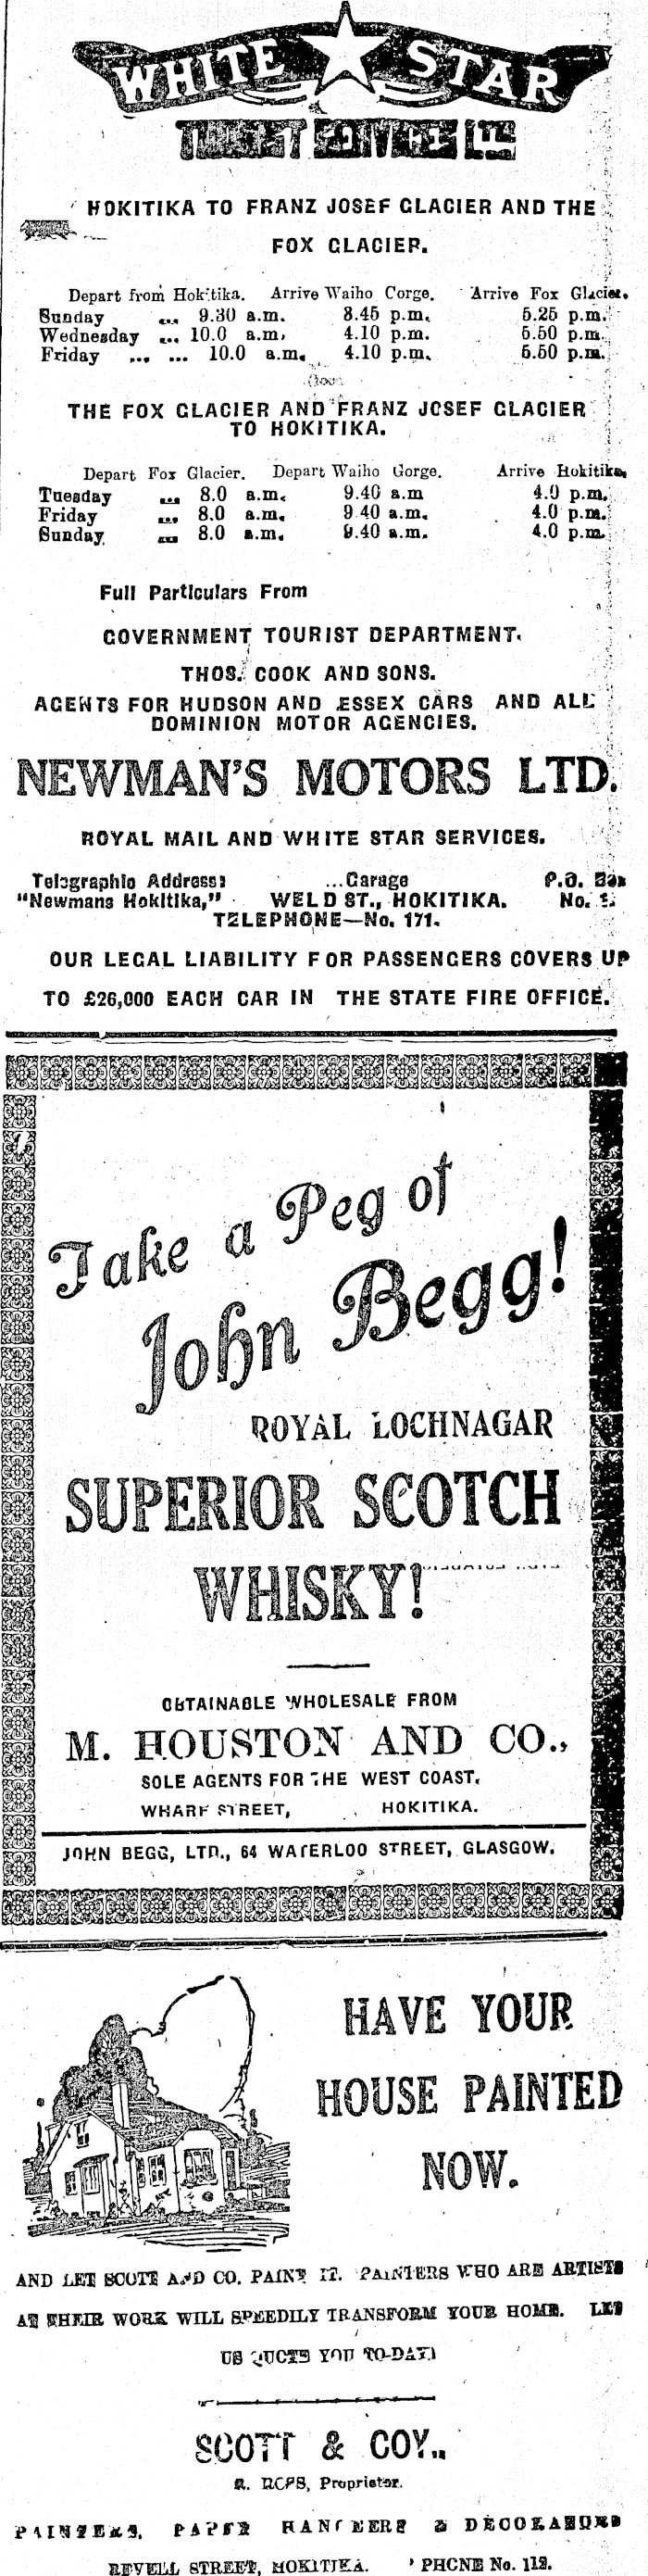 WHITE STAR
HOKITIKA TO FRANZ JOSEF GLACIER AND THE
FOX GLACIER.
Depart from Hokitika. Arrive Waiho Gorge. Arrive Fox Glacier.
Sunday ... 9.30 a.m. 8.45 p.m. 5.25 p.m.
Wednesday ... 10.0 a.m. 4.10 p.m. 5.50 p.m.
Friday ... ... 10.0 a.m. 4.10 p.m. 5.50 p.m.
THE FOX GLACIER AND FRANZ JOSEF GLACIER
TO HOKITIKA.
Depart Fox Glacier. Depart Waiho Gorge. Arrive Hokitika.
Tuesday ... 8.0 a.m. 9.40 a.m 4.0 p.m.
Friday ... 8.0 a.m. 9 40 a.m. 4.0 p.m.
Sunday ... 8.0 a.m. 9.40 a.m. 4.0 p.m.
Full Particulars From
GOVERNMENT TOURIST DEPARTMENT.
THOS. COOK AND SONS.
AGENTS FOR HUDSON AND ESSEX CARS AND ALL
DOMINION MOTOR AGENCIES.
NEWMAN'S MOTORS LTD.
ROYAL MAIL AND WHITE STAR SERVICES.
Telegraphic Address: ...Garage P.O. Box
"Newmans Hokitika," WELD ST., HOKITIKA. No.
TELEPHONE—No. 171.
OUR LEGAL LIABILITY FOR PASSENGERS COVERS UP
TO £26,000 EACH CAR IN THE STATE FIRE OFFICE.
Take a Peg of
John Begg!
ROYAL LOCHNAGAR
SUPERIOR SCOTCH
WHISKY!
OBTAINABLE WHOLESALE FROM
M. HOUSTON AND CO.,
SOLE AGENTS FOR THE WEST COAST.
WHARF STREET, HOKITIKA.
JOHN BEGG, LTD., 64 WATERLOO STREET, GLASGOW.
HAVE YOUR
HOUSE PAINTED
NOW.
AND LET SCOTT AND CO. PAINT IT. PAINTERS WHO ARE ARTISTS
AT THEIR WORK WILL SPEEDILY TRANSFORM YOUR HOME. LET
US QUOTE YOU TO-DAY.
SCOTT & COY.,
R. ROSS, Proprietor.
PAINTERS, PAPER HANGERS & DECORATORS
REVELL STREET, HOKITIKA. 'PHONE No. 112.